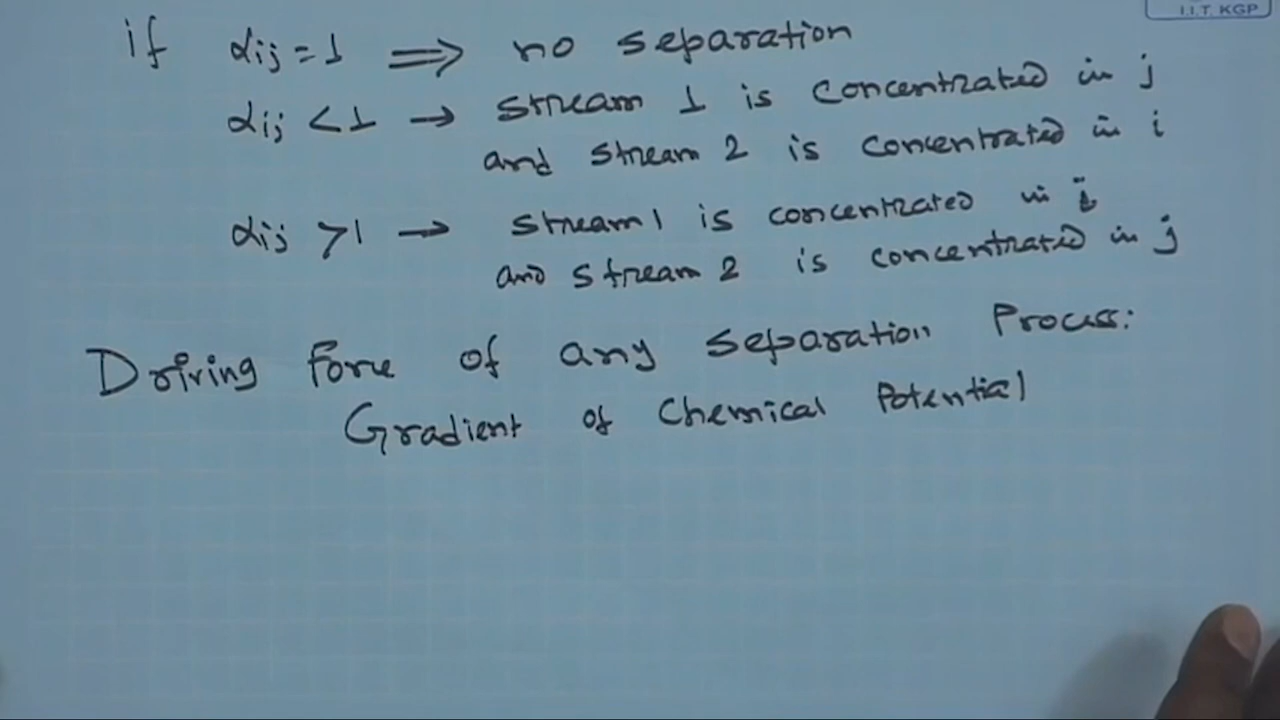 I.I.T. KGP
if αij = 1 ⟹ no separation
αij < 1 → stream 1 is concentrated in j
and stream 2 is concentrated in i
αij > 1 → stream 1 is concentrated in i
and stream 2 is concentrated in j
Driving Force of any separation Process:
Gradient of Chemical Potential